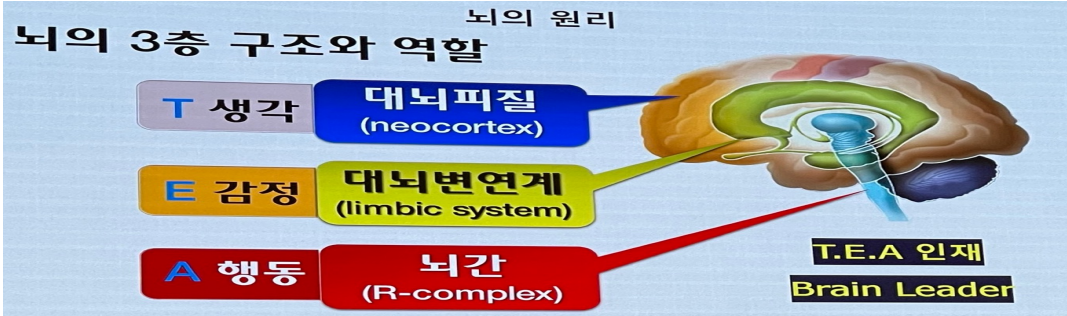 뇌의 원리
뇌의 3층 구조와 역할
T 생각
대뇌피질
(neocortex)
E 감정
대뇌변연계
(limbic system)
A 행동
뇌간
(R-complex)
T.E.A 인재
Brain Leader